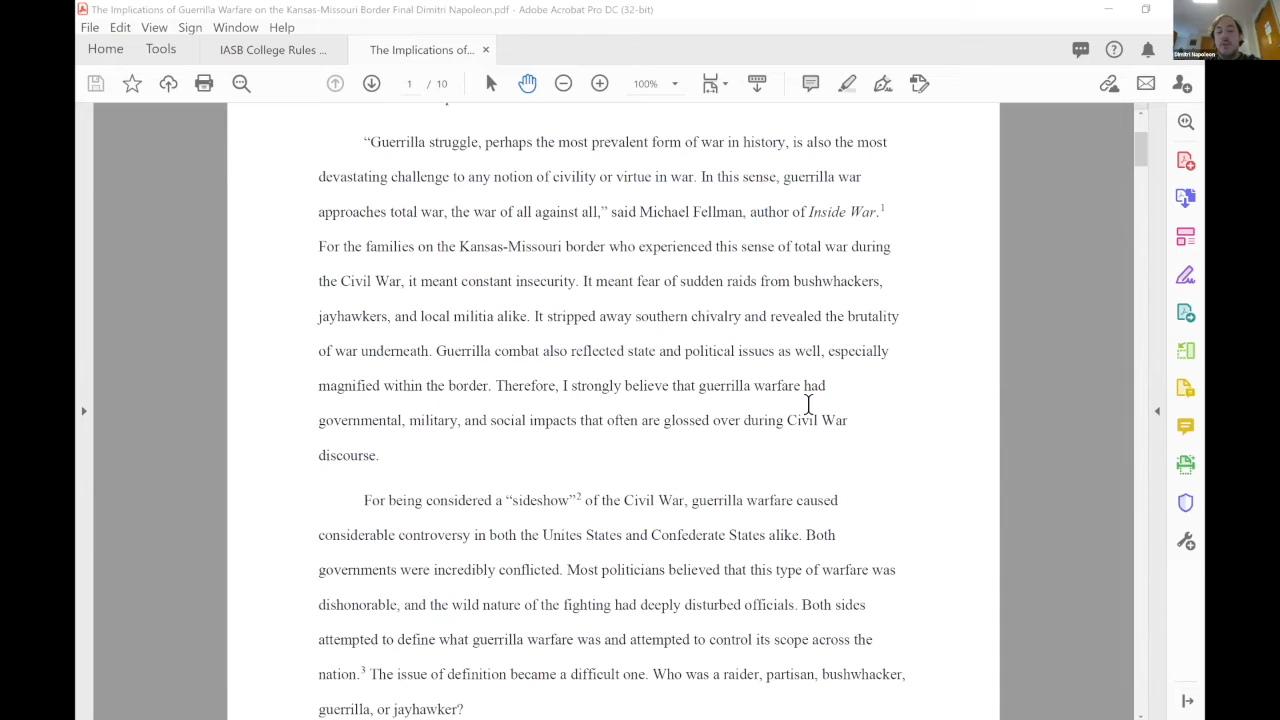 The Implications of Guerrilla Warfare on the Kansas-Missouri Border Final Dimitri Napoleon.pdf - Adobe Acrobat Pro DC (32-bit)
File Edit View Sign Window Help
Home Tools IASB College Rules ... The Implications of... ×
1 / 10 100%
Dimitri Napoleon
“Guerrilla struggle, perhaps the most prevalent form of war in history, is also the most
devastating challenge to any notion of civility or virtue in war. In this sense, guerrilla war
approaches total war, the war of all against all,” said Michael Fellman, author of Inside War.1
For the families on the Kansas-Missouri border who experienced this sense of total war during
the Civil War, it meant constant insecurity. It meant fear of sudden raids from bushwhackers,
jayhawkers, and local militia alike. It stripped away southern chivalry and revealed the brutality
of war underneath. Guerrilla combat also reflected state and political issues as well, especially
magnified within the border. Therefore, I strongly believe that guerrilla warfare had
governmental, military, and social impacts that often are glossed over during Civil War
discourse.
For being considered a “sideshow”2 of the Civil War, guerrilla warfare caused
considerable controversy in both the Unites States and Confederate States alike. Both
governments were incredibly conflicted. Most politicians believed that this type of warfare was
dishonorable, and the wild nature of the fighting had deeply disturbed officials. Both sides
attempted to define what guerrilla warfare was and attempted to control its scope across the
nation.3 The issue of definition became a difficult one. Who was a raider, partisan, bushwhacker,
guerrilla, or jayhawker?